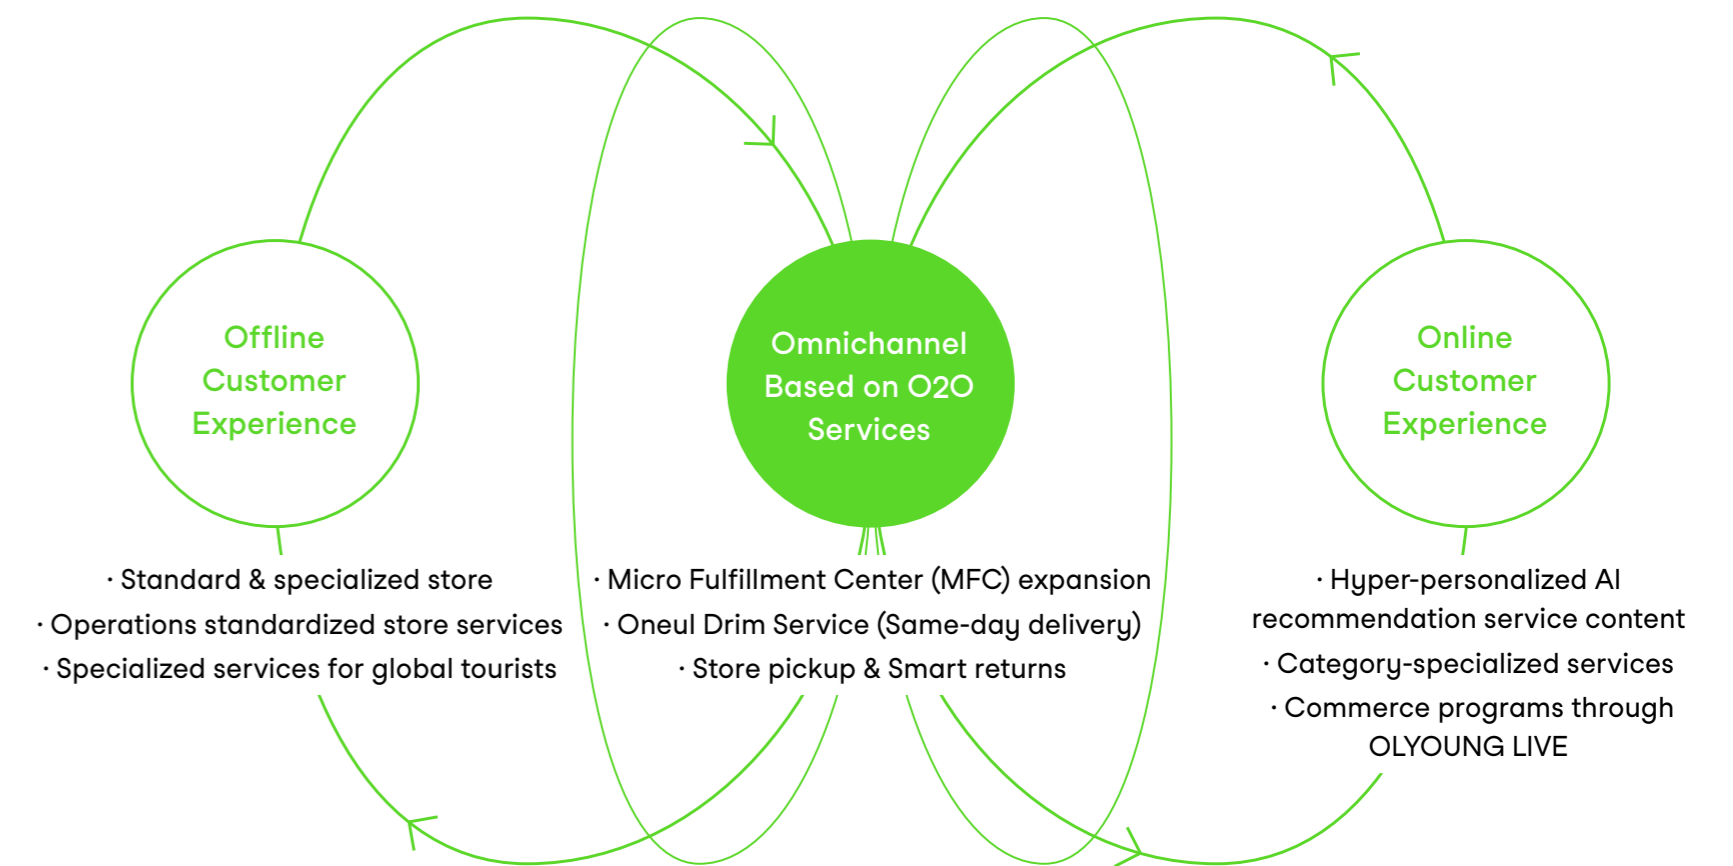 Offline
Customer
Experience
· Standard & specialized store
· Operations standardized store services
· Specialized services for global tourists
Omnichannel
Based on O2O
Services
· Micro Fulfillment Center (MFC) expansion
· Oneul Drim Service (Same-day delivery)
· Store pickup & Smart returns
Online
Customer
Experience
· Hyper-personalized AI
recommendation service content
· Category-specialized services
· Commerce programs through
OLYOUNG LIVE